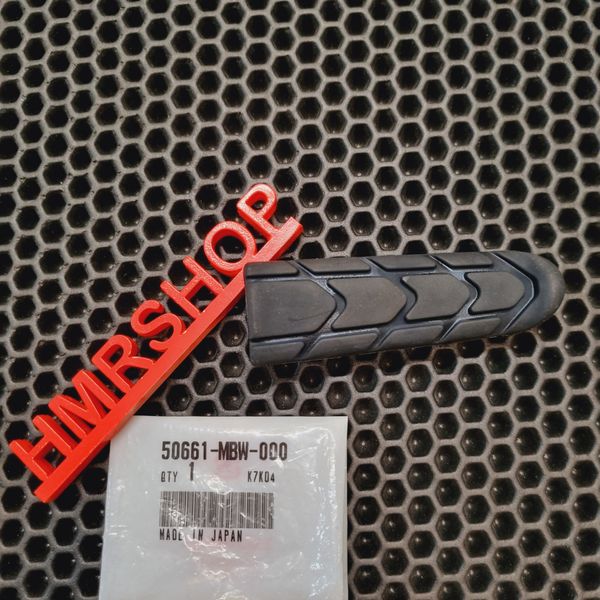 HMRSHOP
50661-MBW-000
QTY 1 K7K04
MADE IN JAPAN